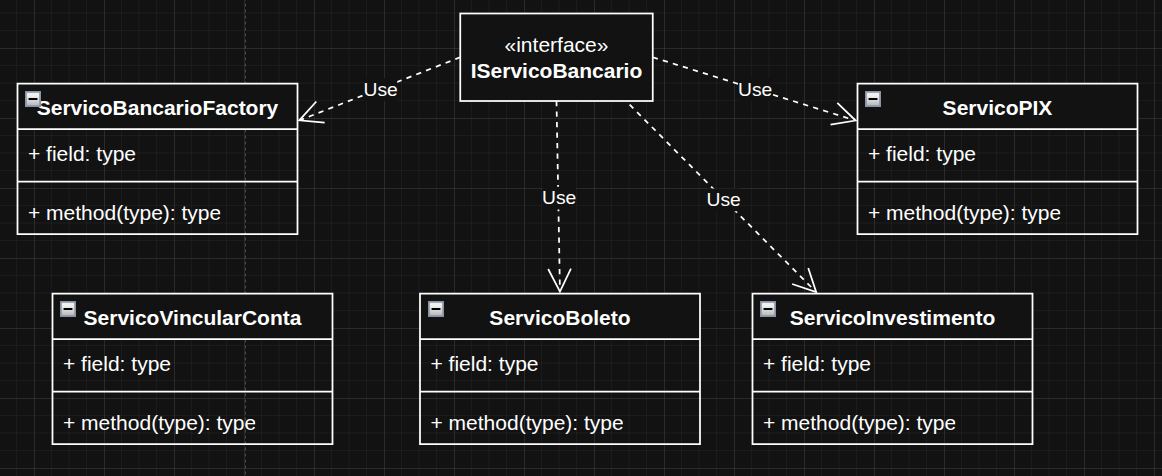 «interface»
IServicoBancario
Use
Use
Use
Use
ServicoBancarioFactory
+ field: type
+ method(type): type
ServicoPIX
+ field: type
+ method(type): type
ServicoVincularConta
+ field: type
+ method(type): type
ServicoBoleto
+ field: type
+ method(type): type
ServicoInvestimento
+ field: type
+ method(type): type